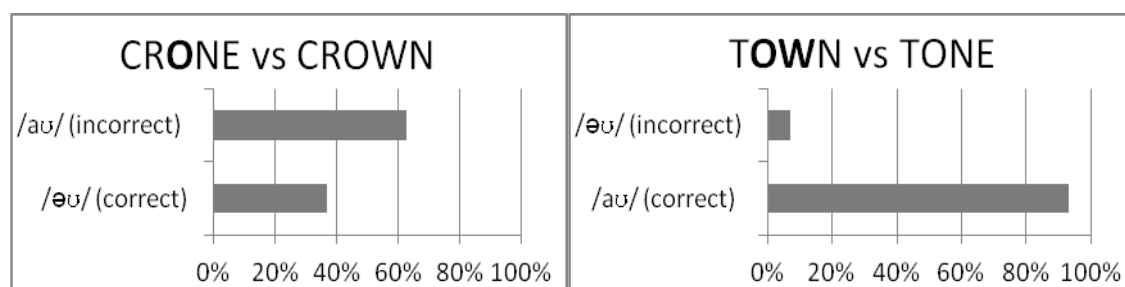 CRONE vs CROWN
/aʊ/ (incorrect)
/əʊ/ (correct)
0% 20% 40% 60% 80% 100%
TOWN vs TONE
/əʊ/ (incorrect)
/aʊ/ (correct)
0% 20% 40% 60% 80% 100%